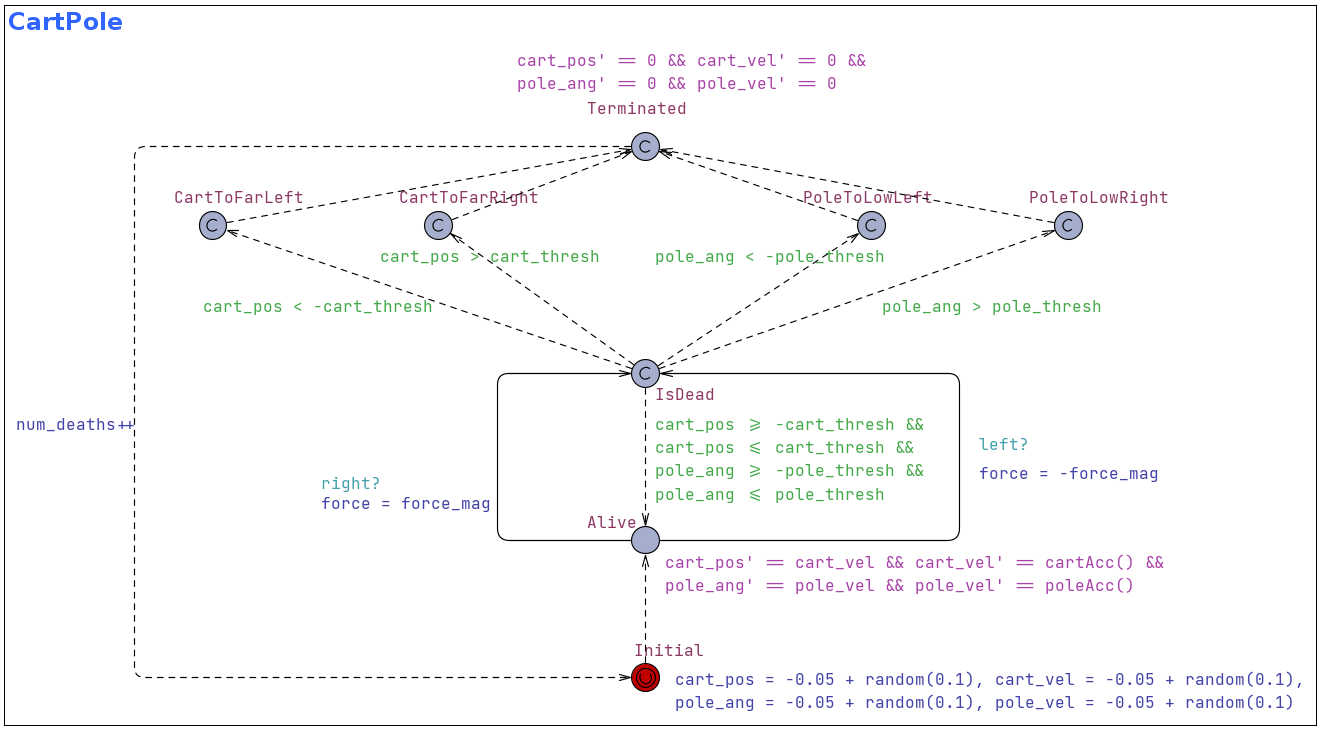 CartPole
cart_pos' == 0 && cart_vel' == 0 &&
pole_ang' == 0 && pole_vel' == 0
Terminated
C
CartToFarLeft
CartToFarRight
PoleToLowLeft
PoleToLowRight
C
C
C
C
cart_pos > cart_thresh
pole_ang < -pole_thresh
cart_pos < -cart_thresh
pole_ang > pole_thresh
C
IsDead
cart_pos ≥ -cart_thresh &&
cart_pos ≤ cart_thresh &&
pole_ang ≥ -pole_thresh &&
pole_ang ≤ pole_thresh
num_deaths++
left?
force = -force_mag
right?
force = force_mag
Alive
cart_pos' == cart_vel && cart_vel' == cartAcc() &&
pole_ang' == pole_vel && pole_vel' == poleAcc()
Initial
U
cart_pos = -0.05 + random(0.1), cart_vel = -0.05 + random(0.1),
pole_ang = -0.05 + random(0.1), pole_vel = -0.05 + random(0.1)